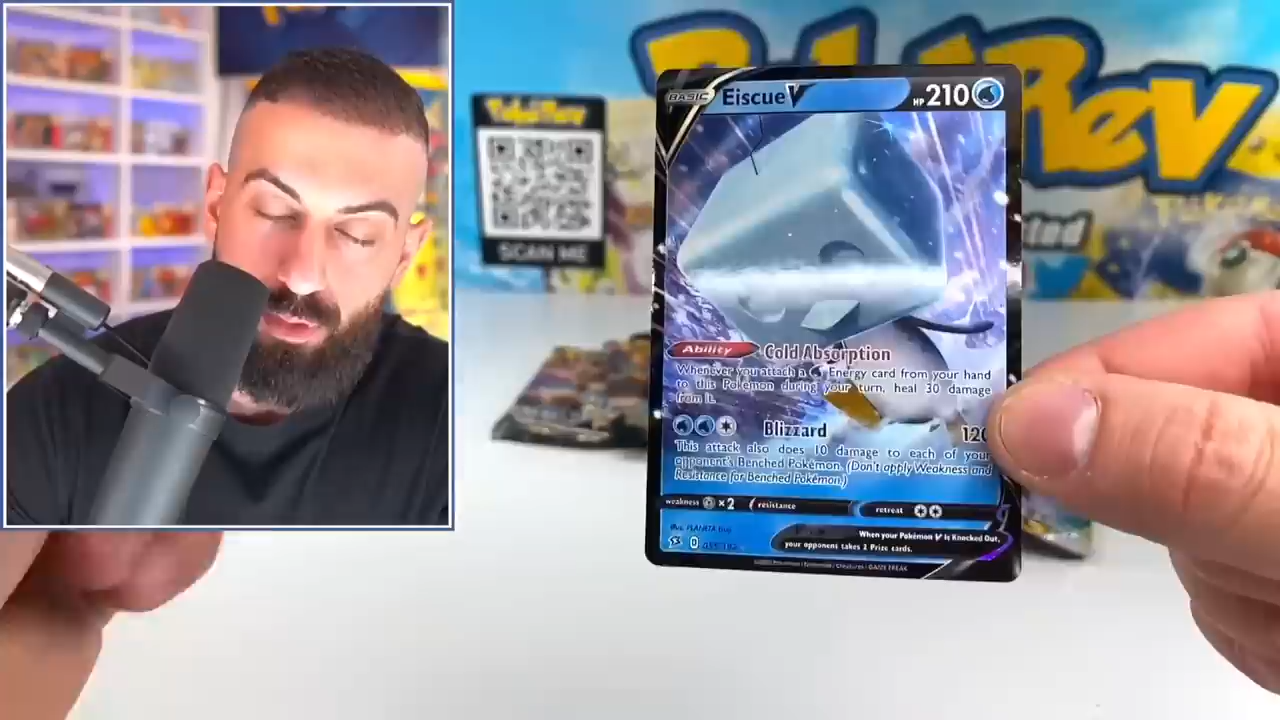 PokéRev
PokéRev
SCAN ME
BASIC Eiscue V HP 210
Ability Cold Absorption
Whenever you attach a Energy card from your hand
to this Pokémon during your turn, heal 30 damage
from it.
Blizzard 120
This attack also does 10 damage to each of your
opponent's Benched Pokémon. (Don't apply Weakness and
Resistance for Benched Pokémon.)
weakness ×2 resistance retreat
When your Pokémon V is Knocked Out,
your opponent takes 2 Prize cards.